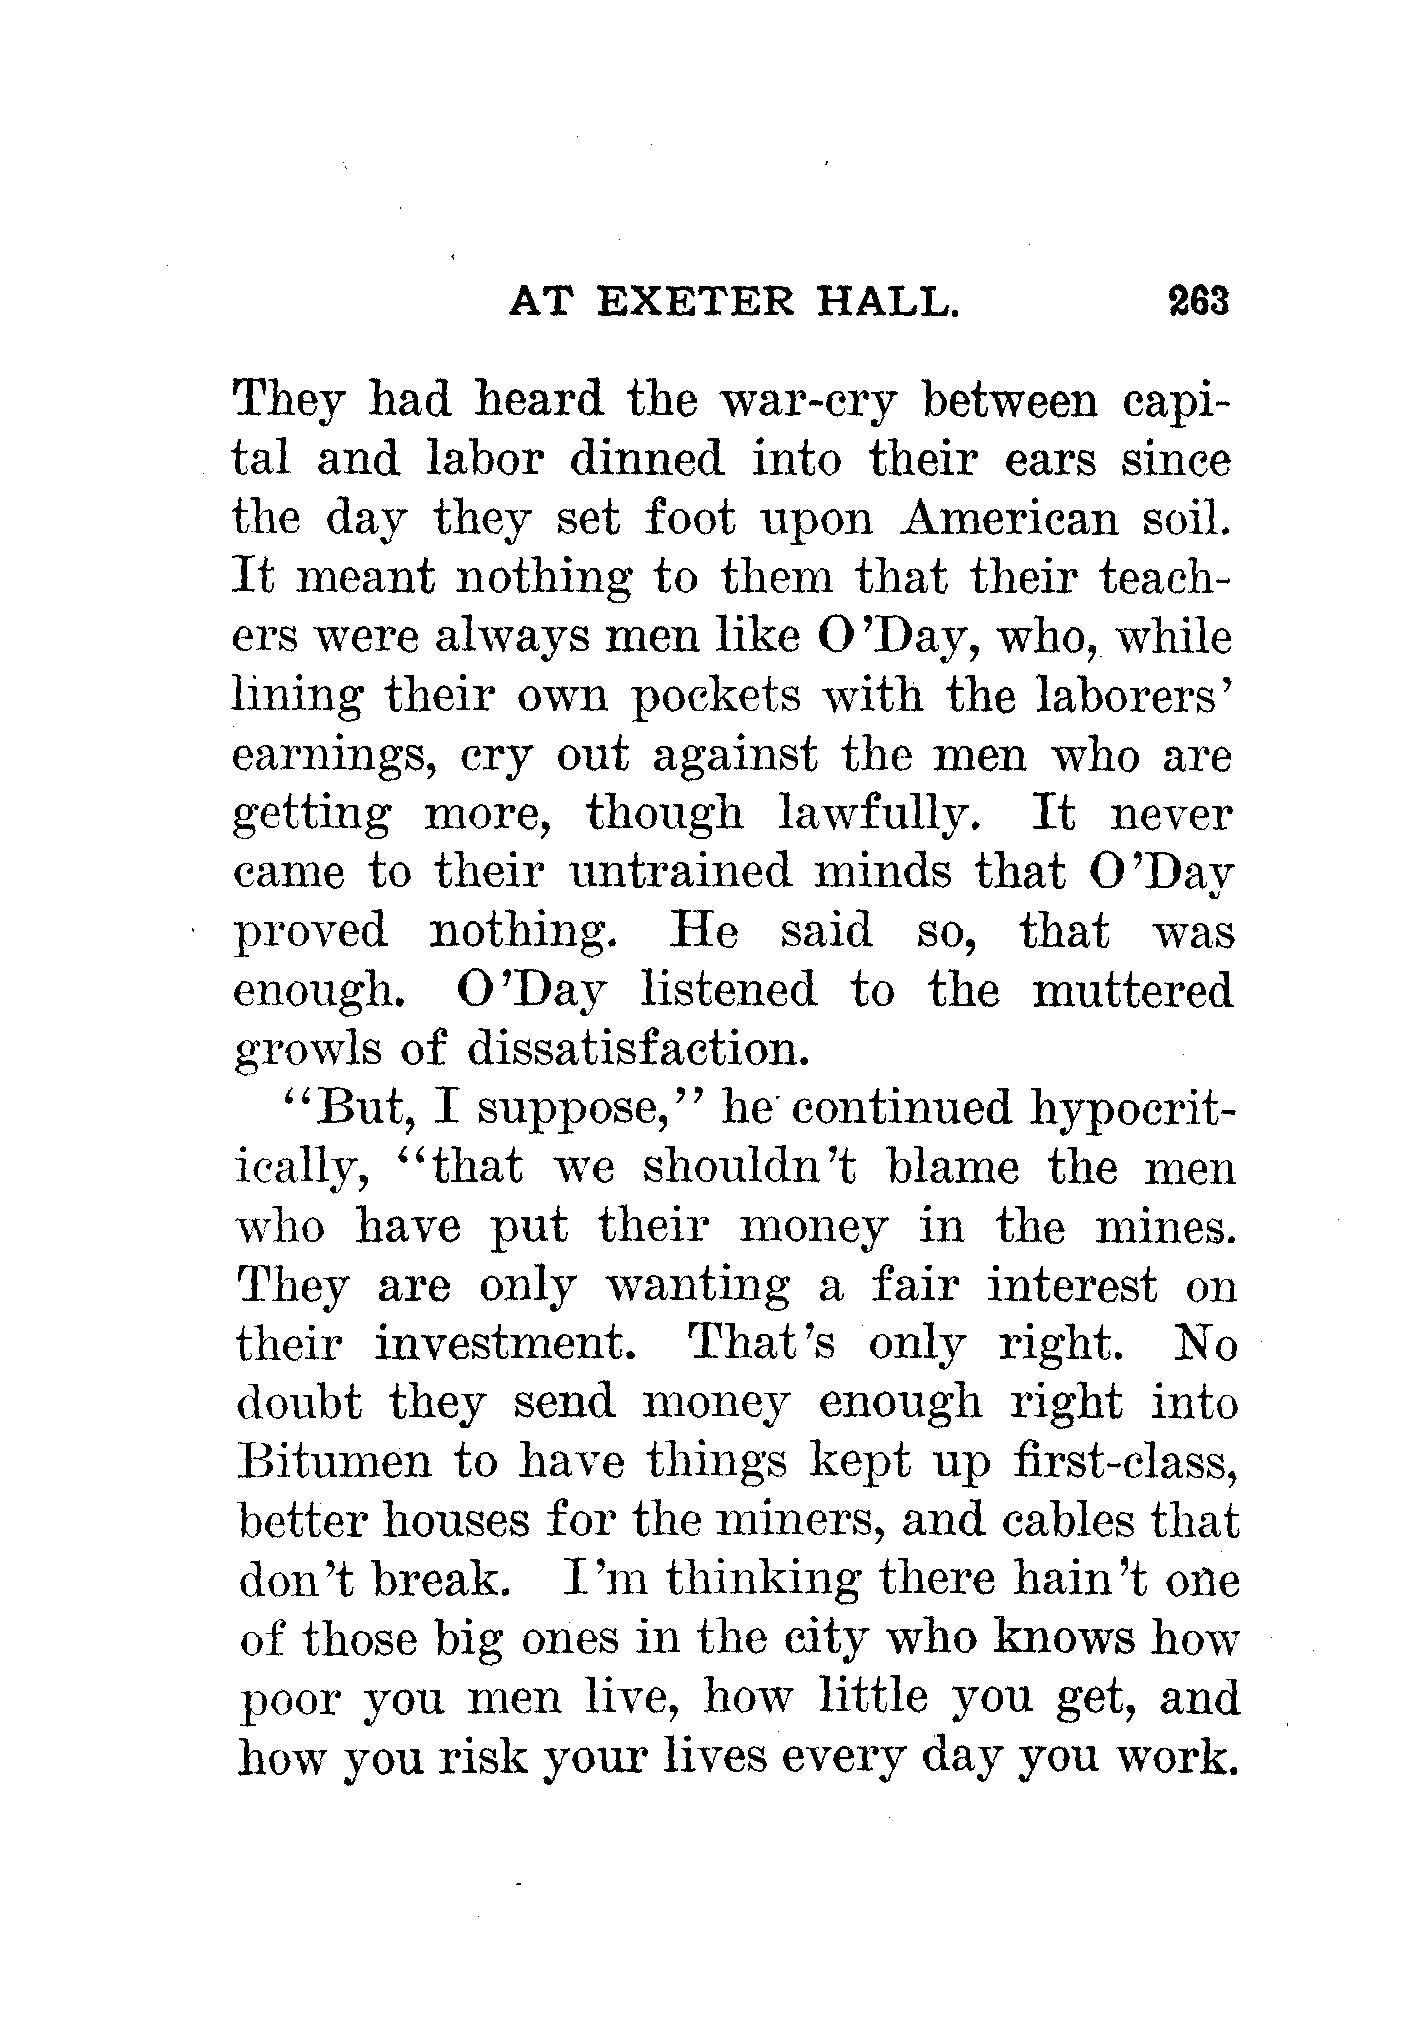 AT EXETER HALL. 263
They had heard the war-cry between capi-
tal and labor dinned into their ears since
the day they set foot upon American soil.
It meant nothing to them that their teach-
ers were always men like O'Day, who, while
lining their own pockets with the laborers'
earnings, cry out against the men who are
getting more, though lawfully. It never
came to their untrained minds that O'Day
proved nothing. He said so, that was
enough. O'Day listened to the muttered
growls of dissatisfaction.
"But, I suppose," he continued hypocrit-
ically, "that we shouldn't blame the men
who have put their money in the mines.
They are only wanting a fair interest on
their investment. That's only right. No
doubt they send money enough right into
Bitumen to have things kept up first-class,
better houses for the miners, and cables that
don't break. I'm thinking there hain't one
of those big ones in the city who knows how
poor you men live, how little you get, and
how you risk your lives every day you work.